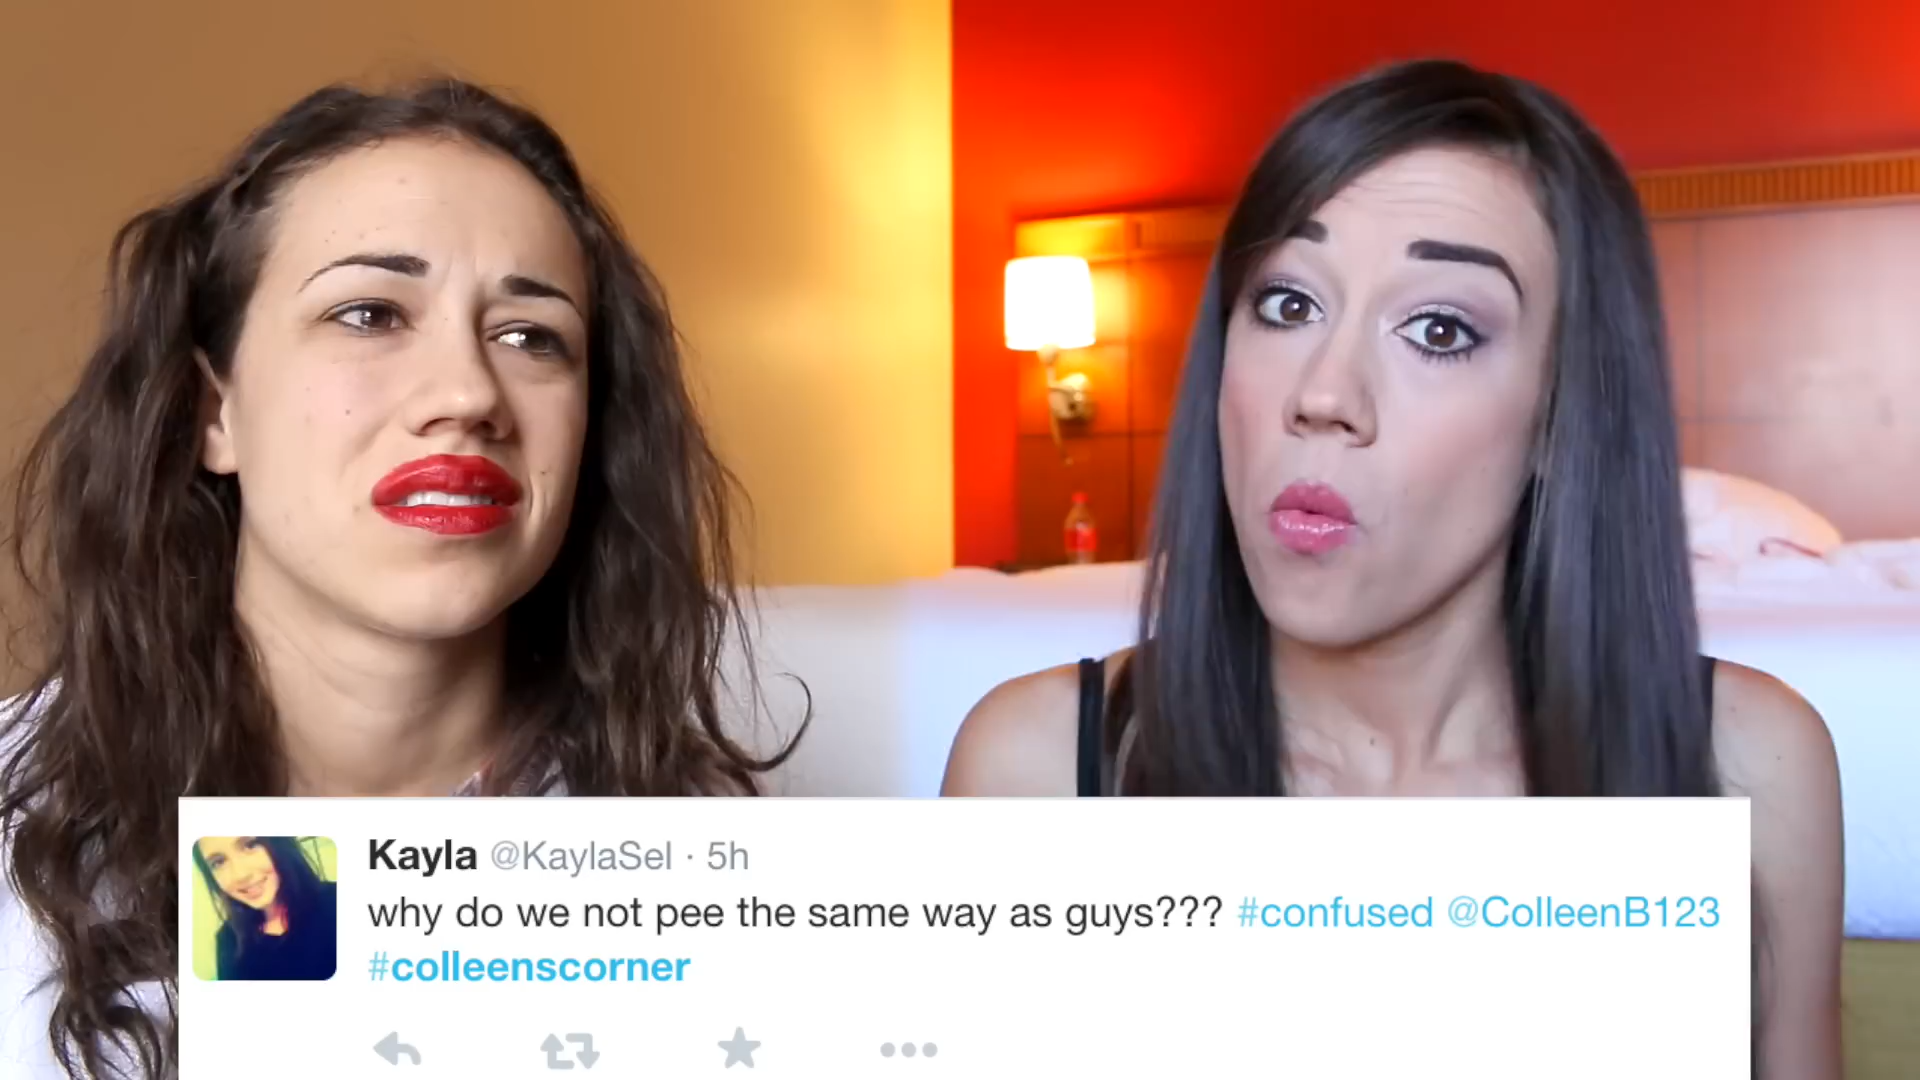 Kayla @KaylaSel · 5h
why do we not pee the same way as guys??? #confused @ColleenB123
#colleenscorner